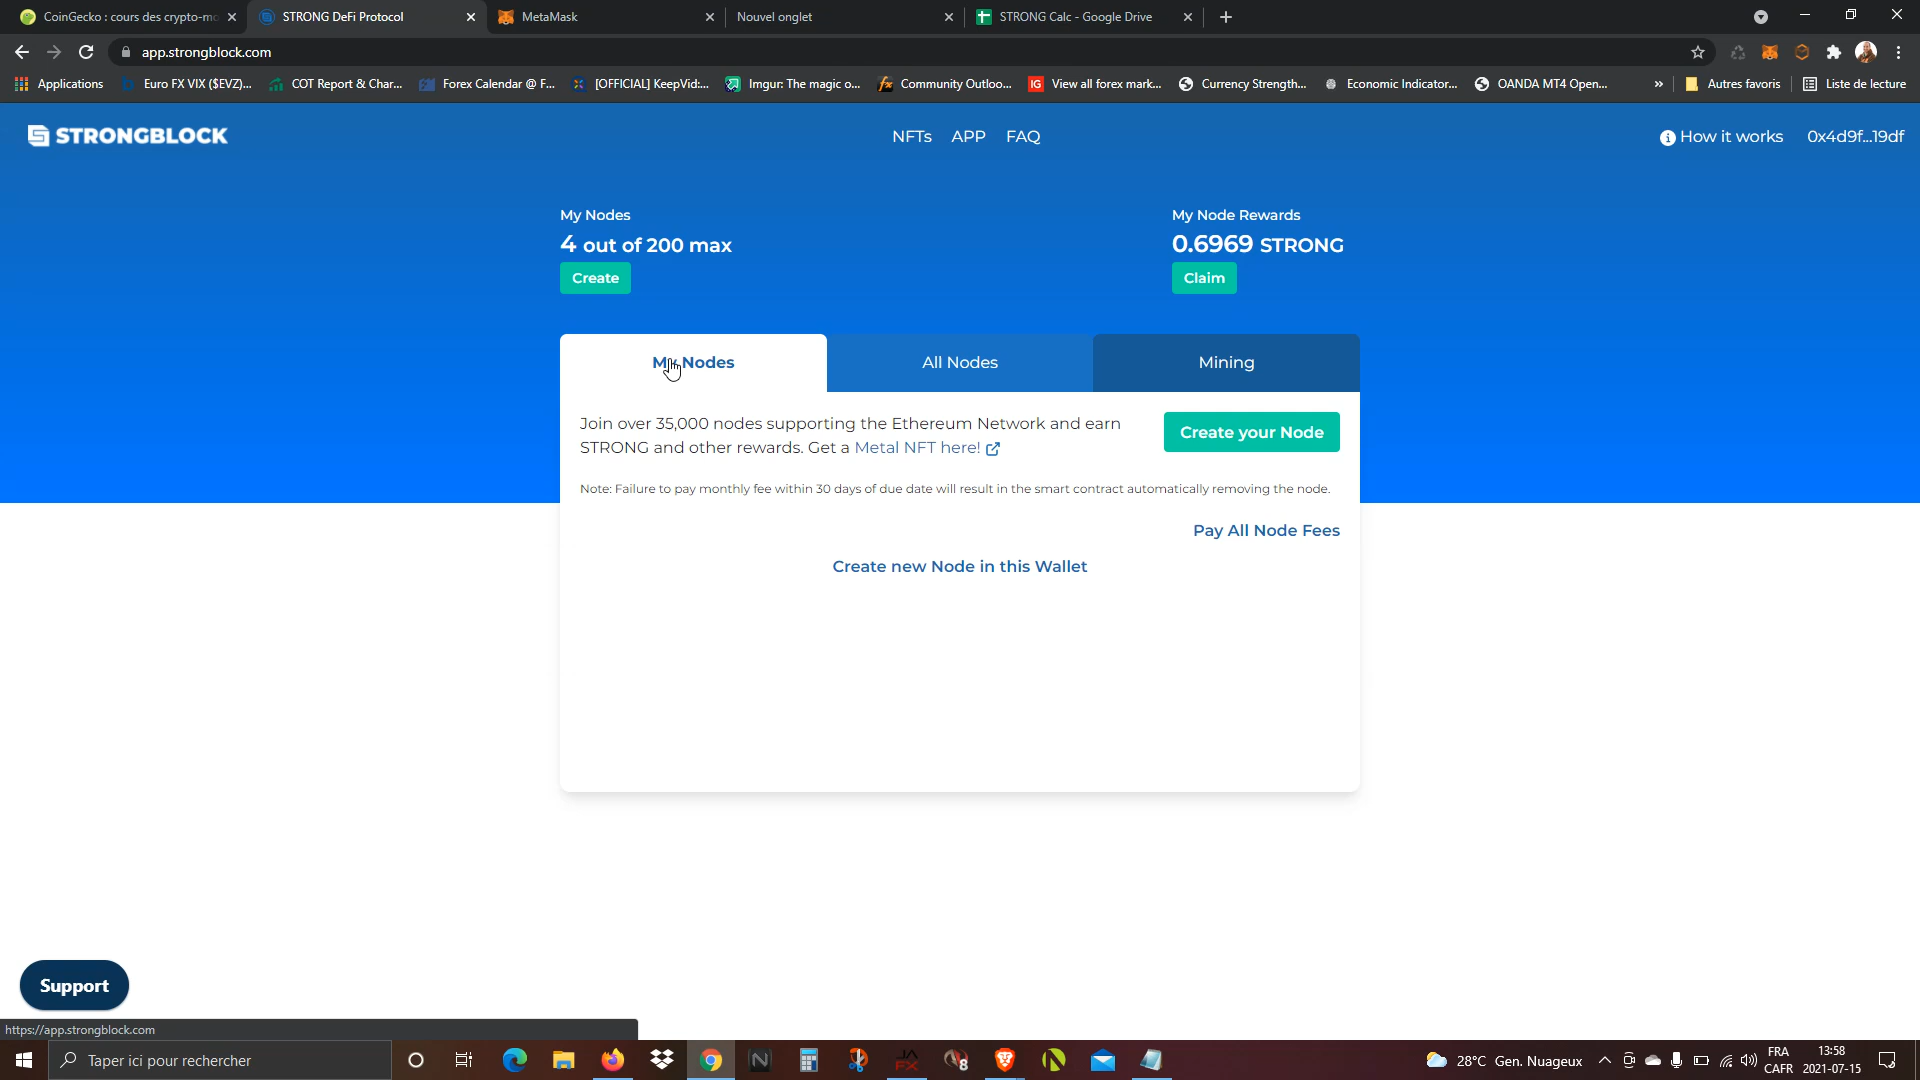 CoinGecko : cours des crypto-mo
STRONG DeFi Protocol
MetaMask
Nouvel onglet
STRONG Calc - Google Drive
app.strongblock.com
Applications
Euro FX VIX ($EVZ)...
COT Report & Char...
Forex Calendar @ F...
[OFFICIAL] KeepVid:...
Imgur: The magic o...
Community Outloo...
IG
View all forex mark...
Currency Strength...
Economic Indicator...
OANDA MT4 Open...
»
Autres favoris
Liste de lecture
STRONGBLOCK
NFTs
APP
FAQ
How it works
0x4d9f...19df
My Nodes
4 out of 200 max
Create
My Node Rewards
0.6969 STRONG
Claim
My Nodes
All Nodes
Mining
Join over 35,000 nodes supporting the Ethereum Network and earn
STRONG and other rewards. Get a Metal NFT here!
Create your Node
Note: Failure to pay monthly fee within 30 days of due date will result in the smart contract automatically removing the node.
Pay All Node Fees
Create new Node in this Wallet
Support
https://app.strongblock.com
Taper ici pour rechercher
28°C Gen. Nuageux
FRA
CAFR
13:58
2021-07-15